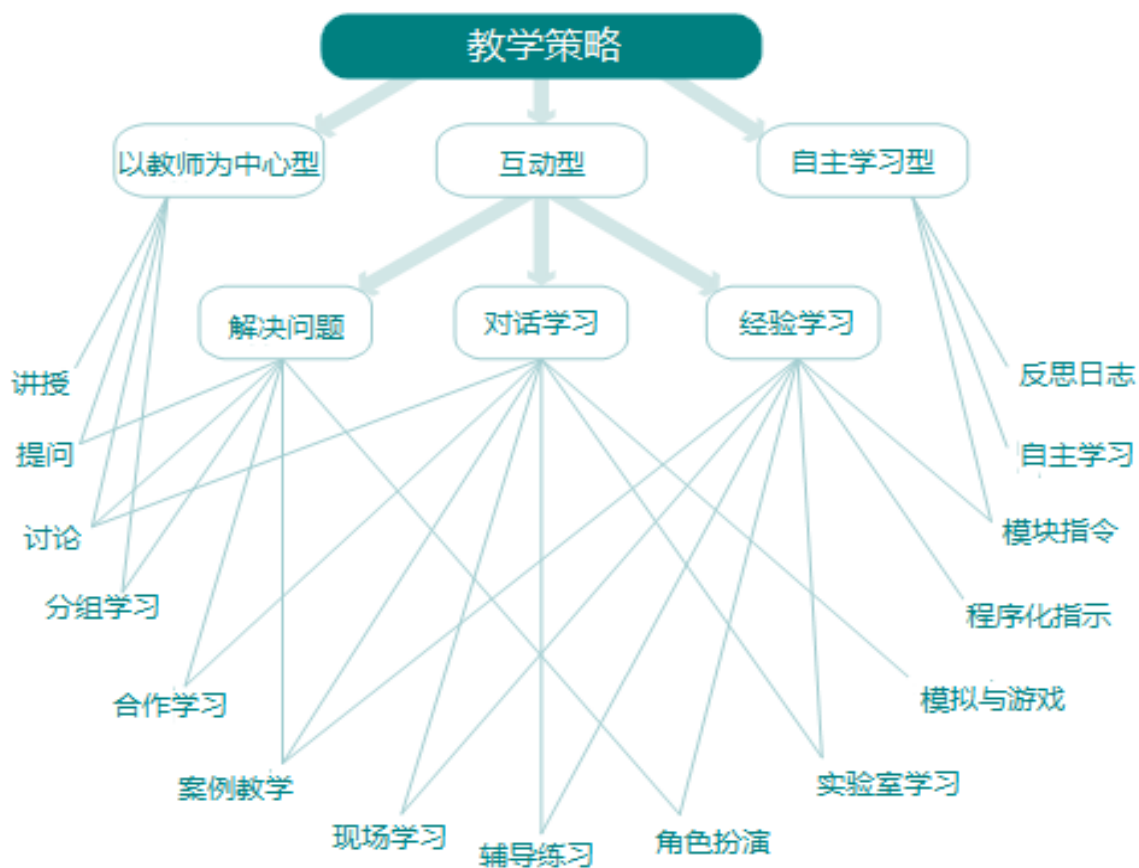 教学策略
以教师为中心型
互动型
自主学习型
解决问题
对话学习
经验学习
讲授
提问
讨论
分组学习
合作学习
案例教学
现场学习
辅导练习
角色扮演
实验室学习
模拟与游戏
程序化指示
模块指令
自主学习
反思日志